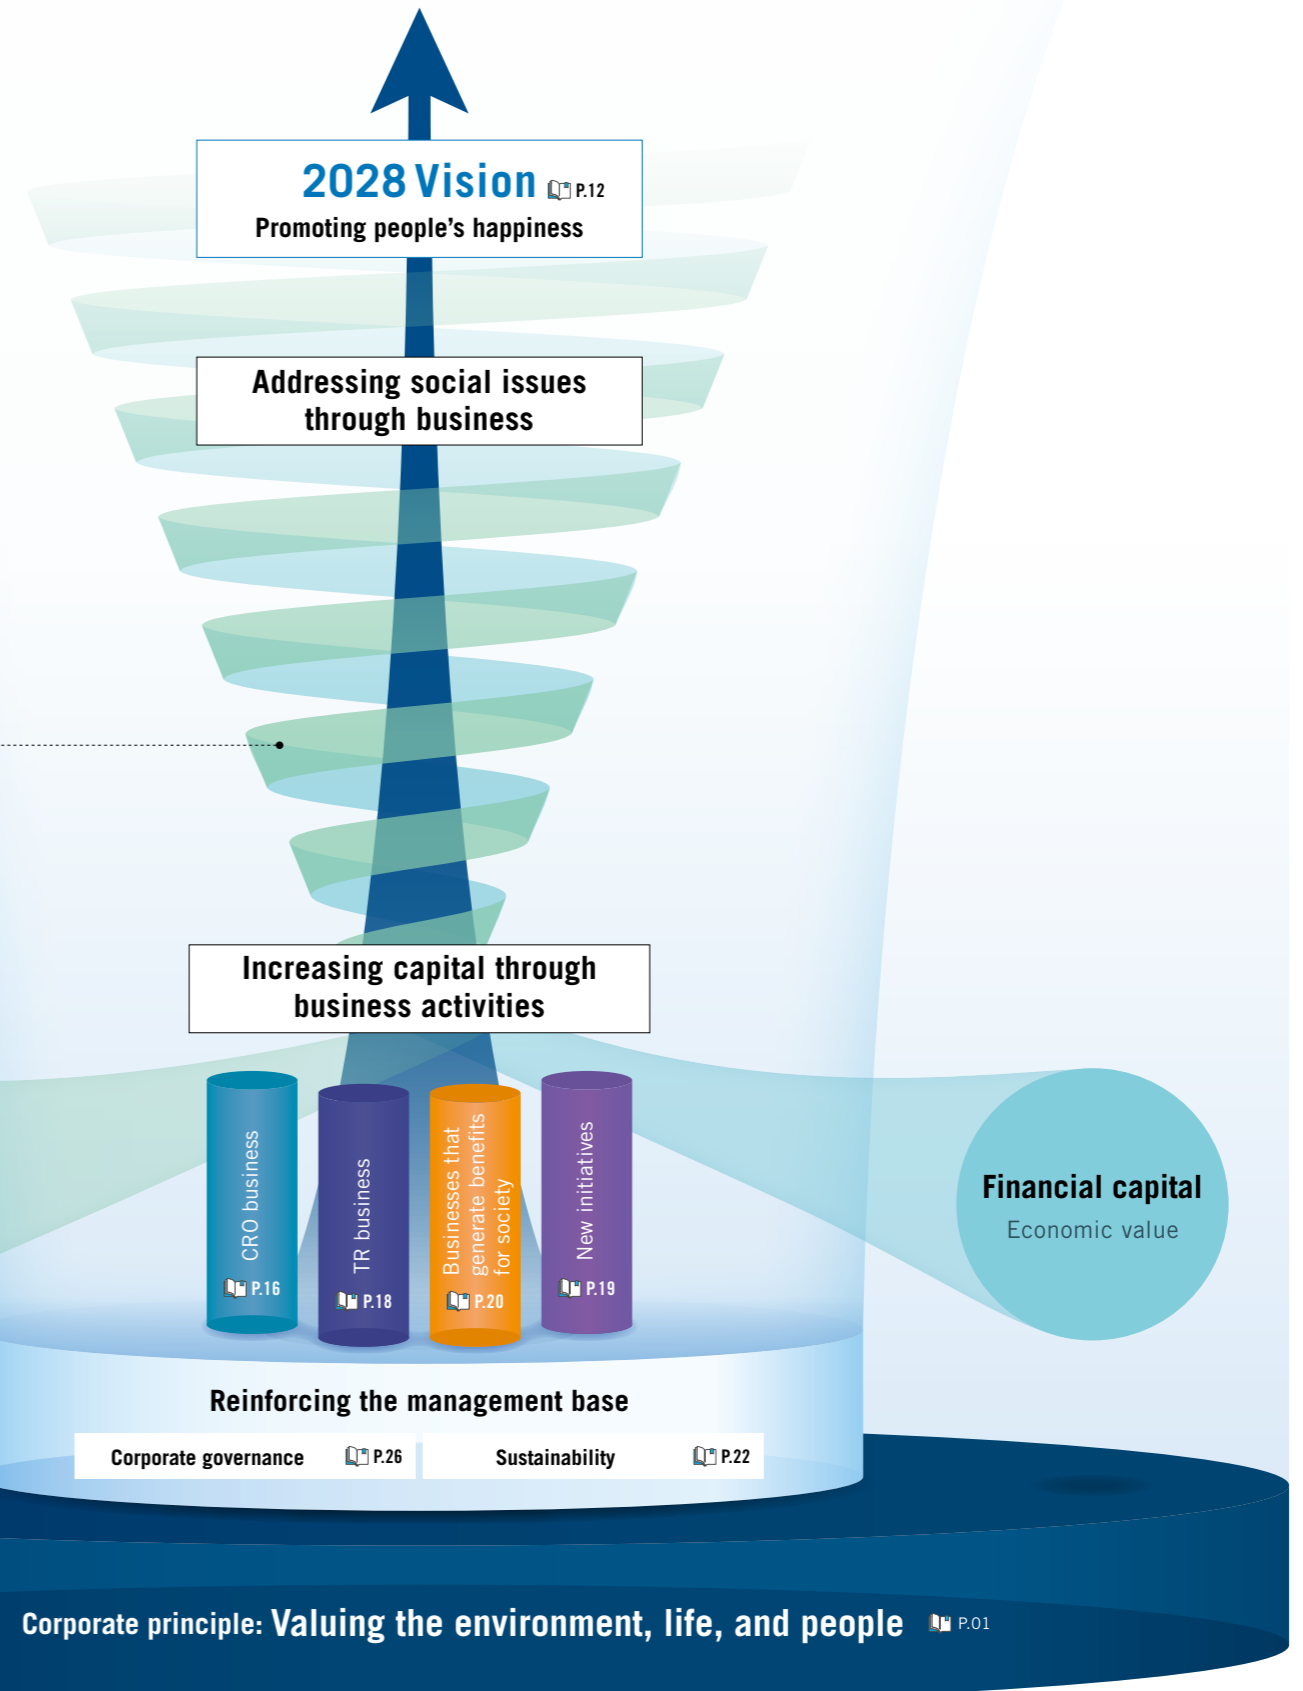 2028 Vision P.12
Promoting people's happiness
Addressing social issues
through business
Increasing capital through
business activities
CRO business
P.16
TR business
P.18
Businesses that
generate benefits
for society
P.20
New initiatives
P.19
Financial capital
Economic value
Reinforcing the management base
Corporate governance P.26
Sustainability P.22
Corporate principle: Valuing the environment, life, and people P.01